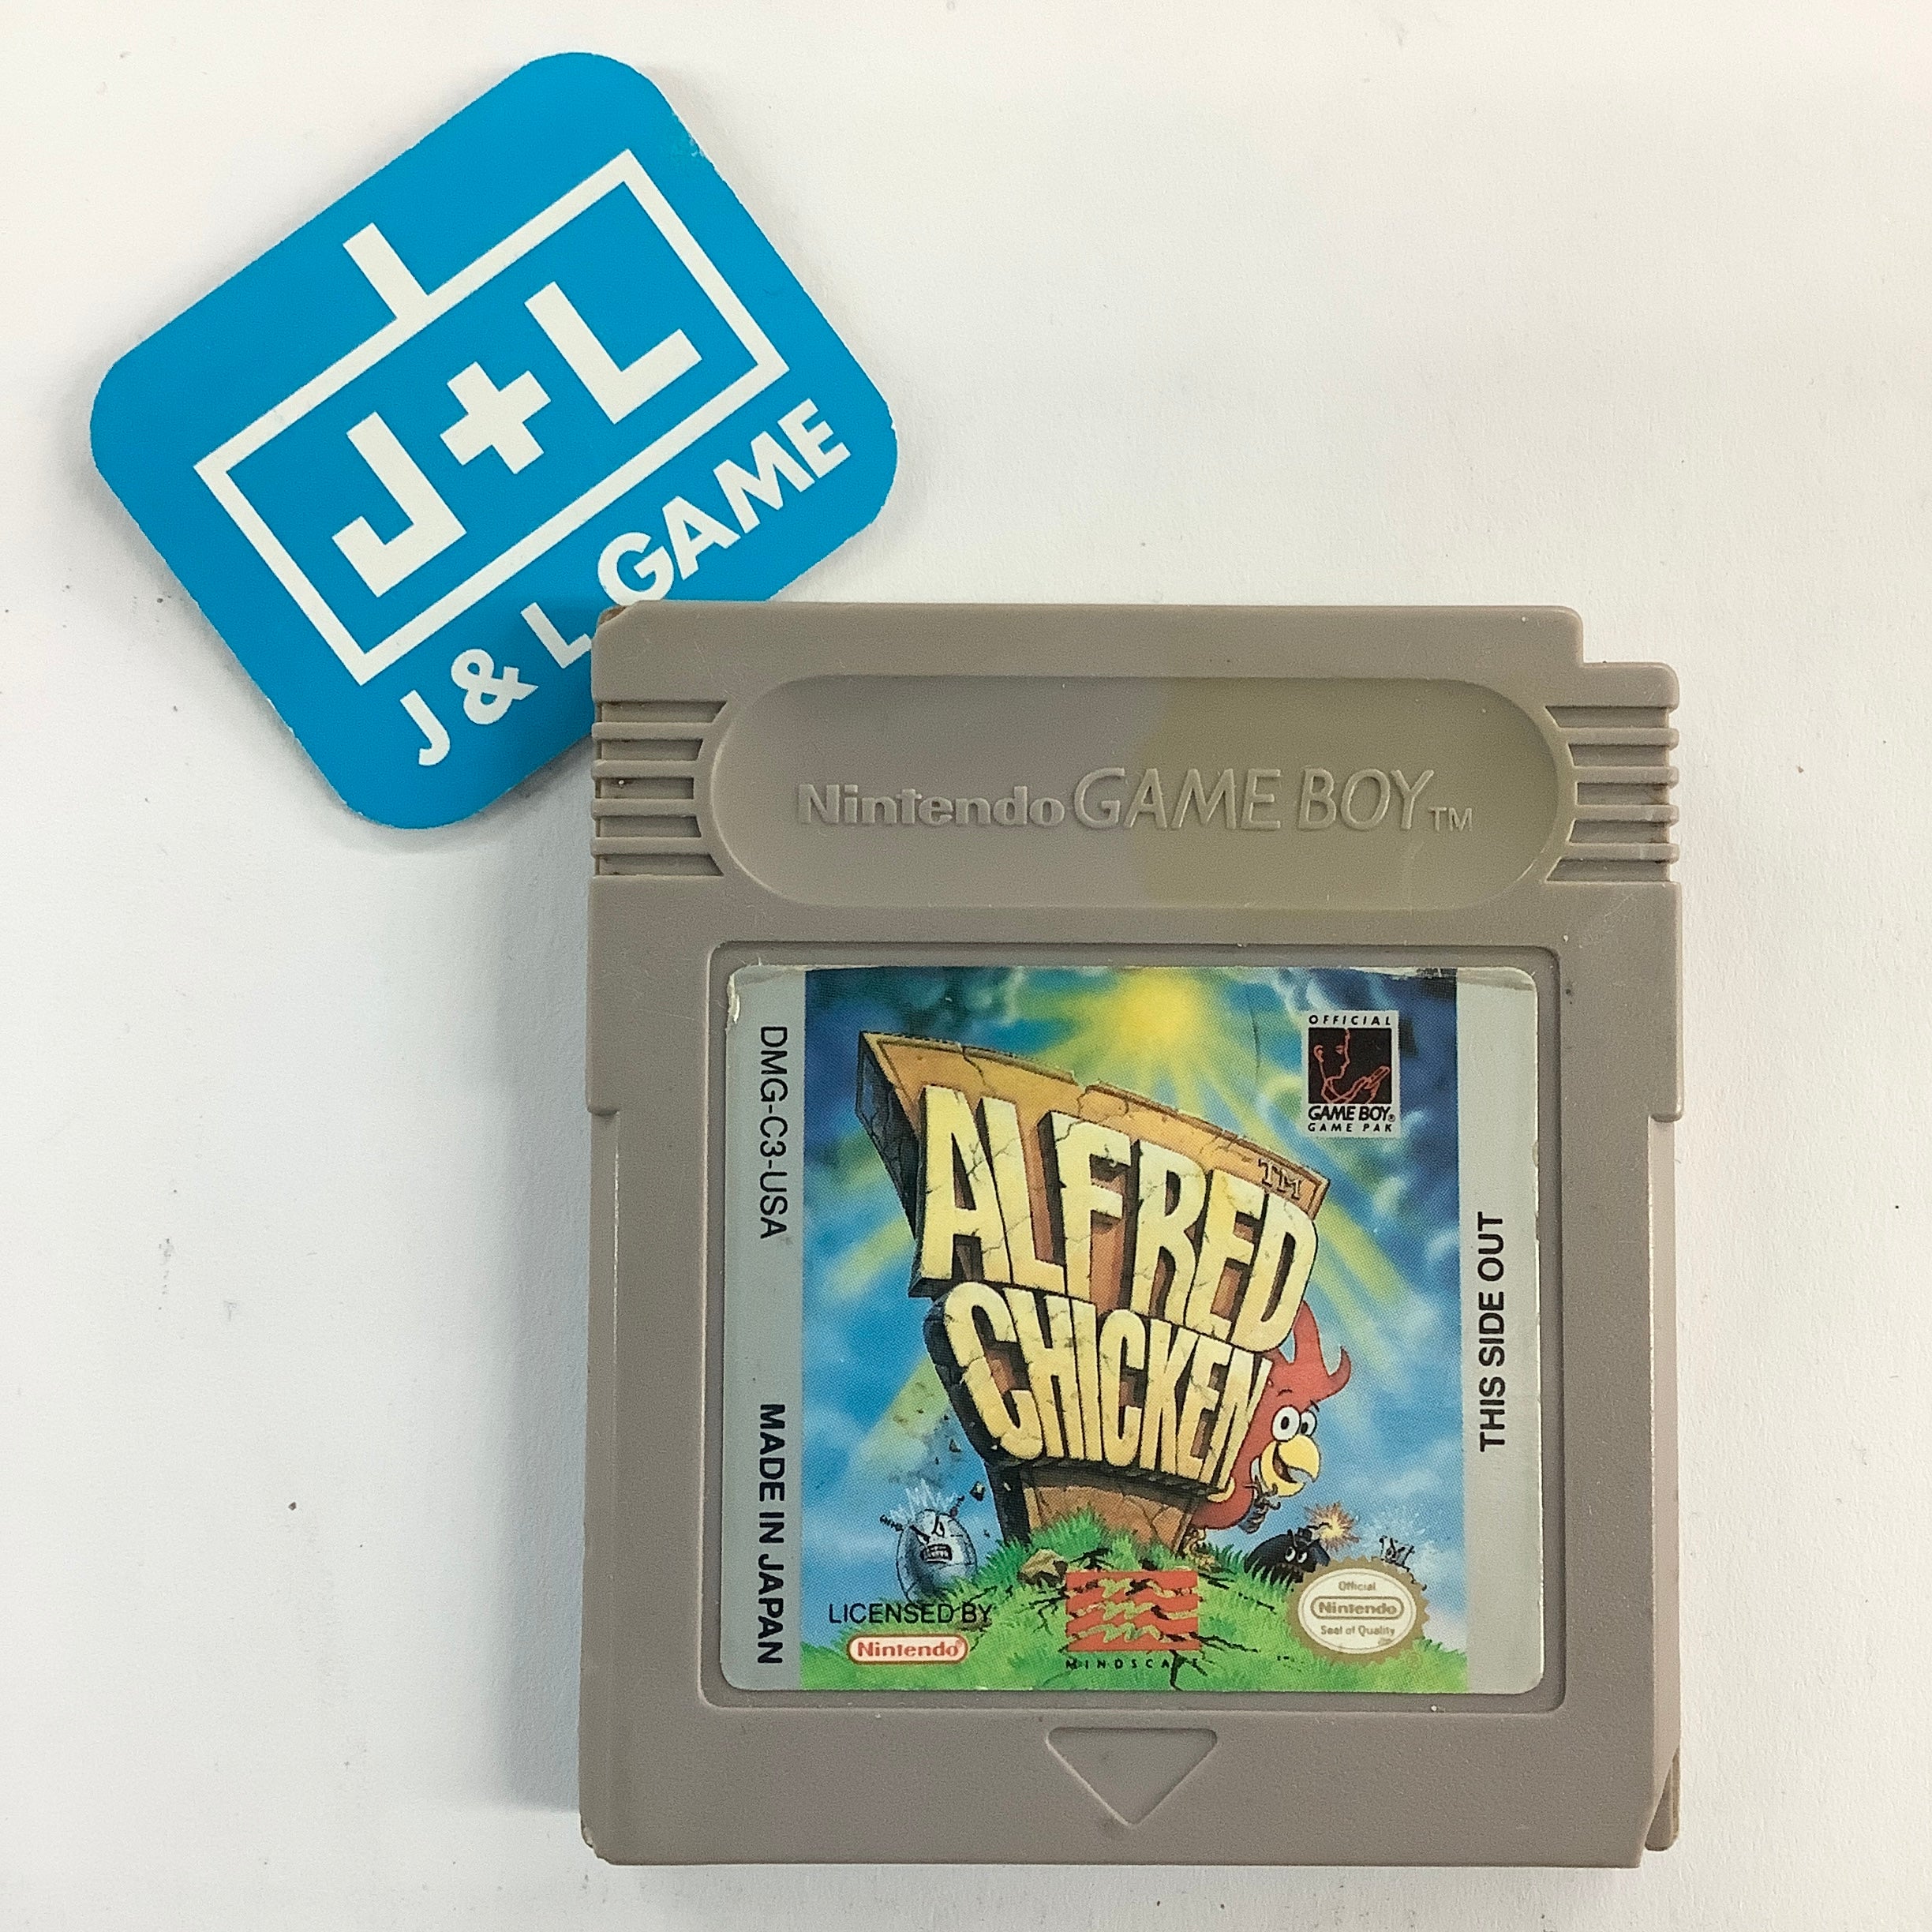 J+L
J & L GAME
Nintendo GAME BOY TM
DMG-C3-USA
MADE IN JAPAN
OFFICIAL
GAME BOY®
GAME PAK
ALFRED TM
CHICKEN
THIS SIDE OUT
LICENSED BY
Nintendo®
MINDSCAPE
Official
Nintendo
Seal of Quality